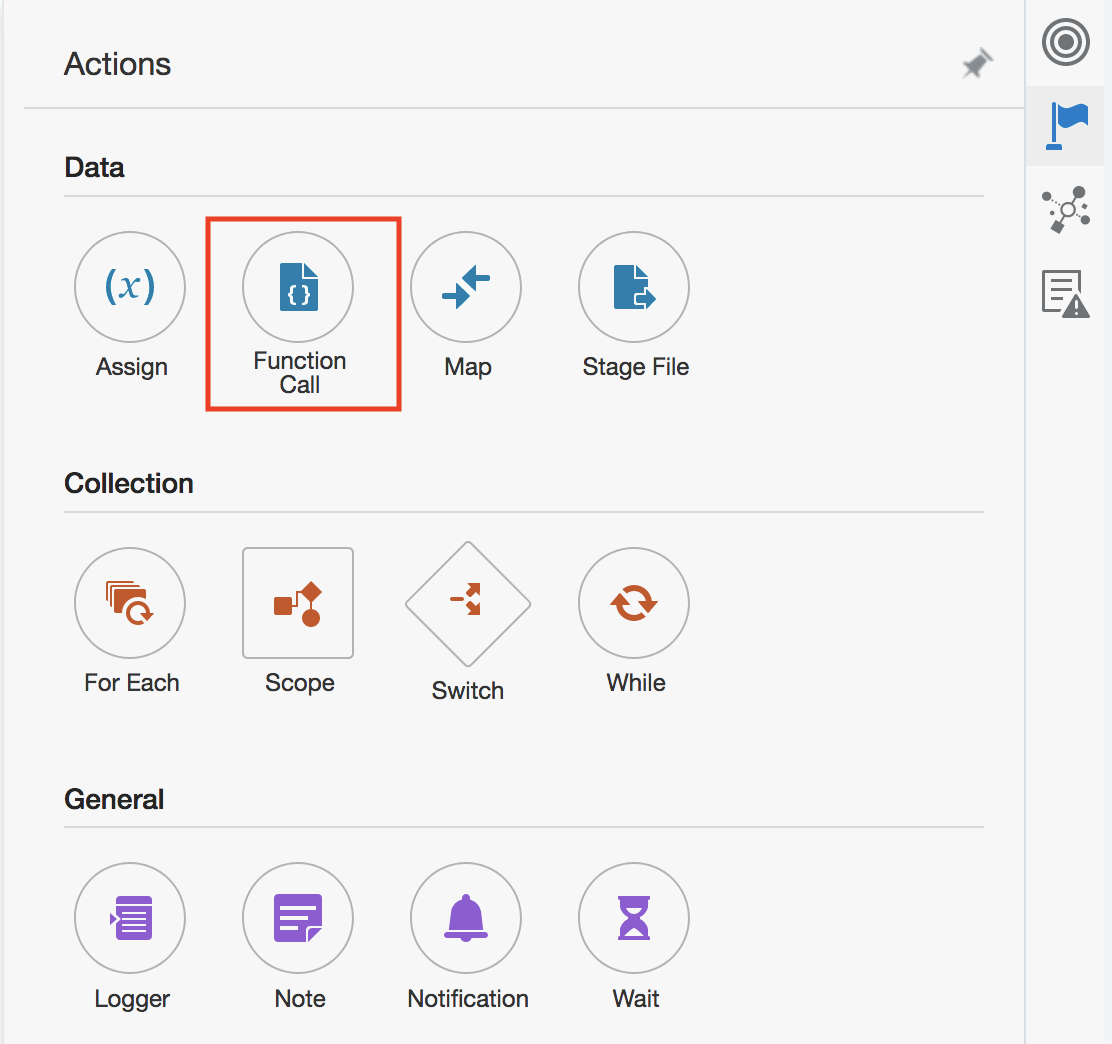 Actions
Data
(x)
{ }
Assign
Function
Call
Map
Stage File
Collection
For Each
Scope
Switch
While
General
Logger
Note
Notification
Wait